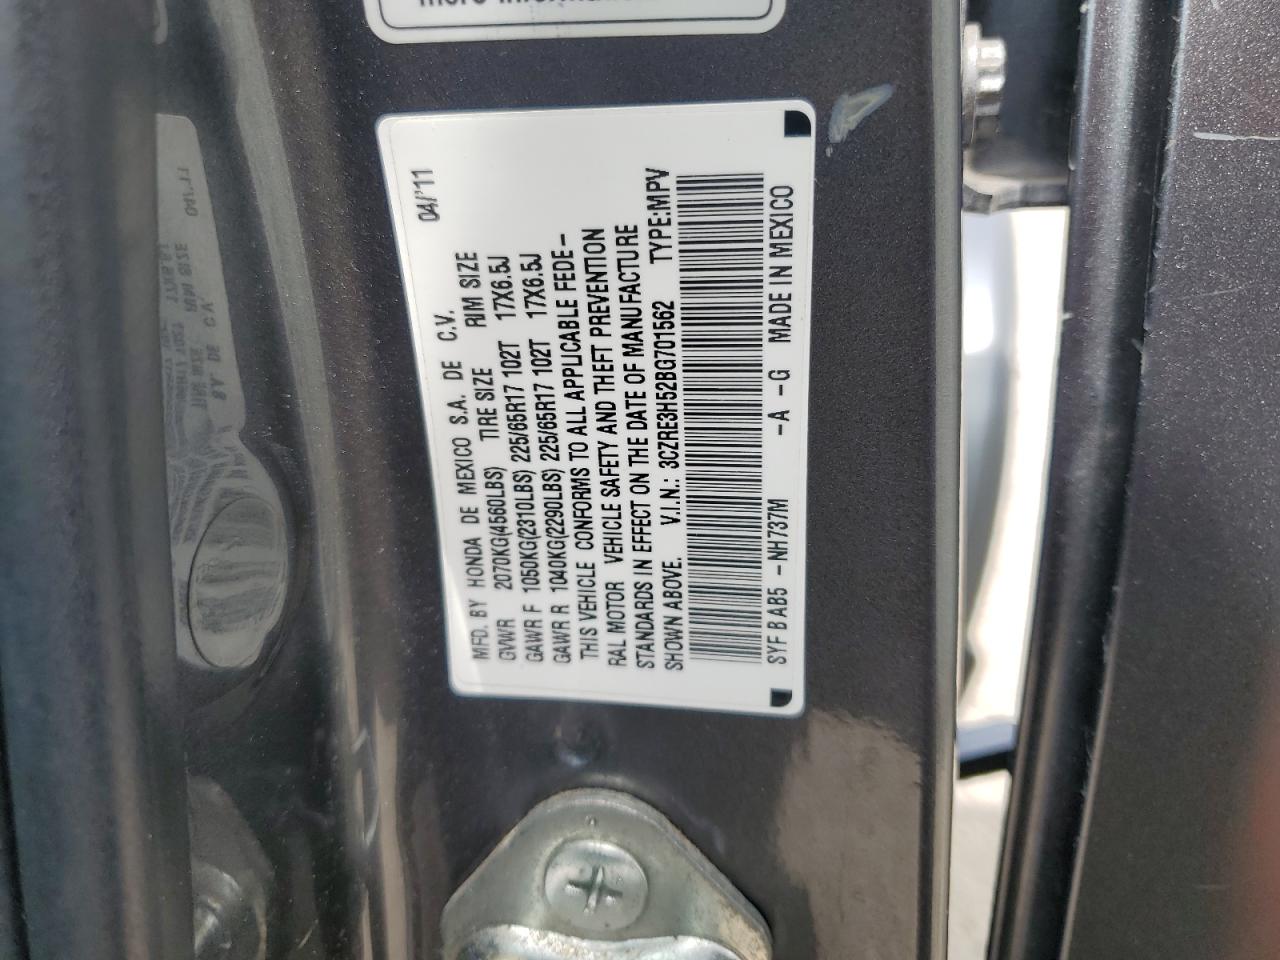 04/'11
MFD. BY HONDA DE MEXICO S.A. DE C.V.
GVWR 2070KG(4560LBS) TIRE SIZE RIM SIZE
GAWR F 1050KG(2310LBS) 225/65R17 102T 17X6.5J
GAWR R 1040KG(2290LBS) 225/65R17 102T 17X6.5J
THIS VEHICLE CONFORMS TO ALL APPLICABLE FEDE-
RAL MOTOR VEHICLE SAFETY AND THEFT PREVENTION
STANDARDS IN EFFECT ON THE DATE OF MANUFACTURE
SHOWN ABOVE. V.I.N.: 3CZRE3H52BG701562 TYPE:MPV
SYF B AB5 -NH737M -A -G MADE IN MEXICO